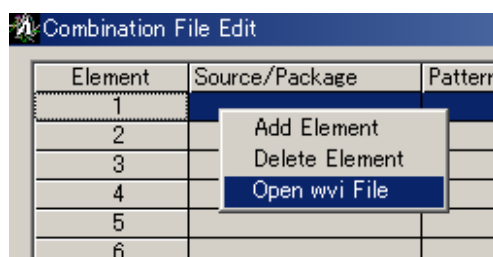 Combination File Edit
Element Source/Package Pattern
1
2
3
4
5
6
Add Element
Delete Element
Open wvi File